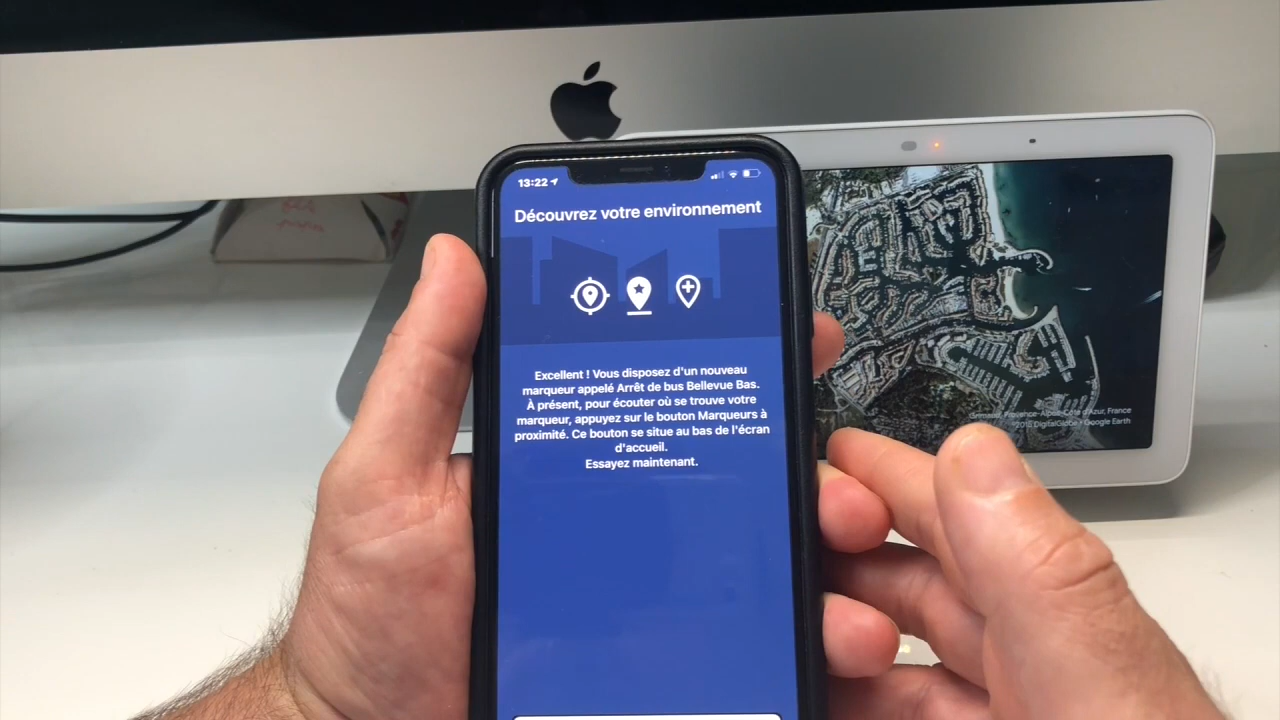 13:22
Découvrez votre environnement
Excellent ! Vous disposez d'un nouveau
marqueur appelé Arrêt de bus Bellevue Bas.
À présent, pour écouter où se trouve votre
marqueur, appuyez sur le bouton Marqueurs à
proximité. Ce bouton se situe au bas de l'écran
d'accueil.
Essayez maintenant.
Grimaud, Provence-Alpes-Côte d'Azur, France
DigitalGlobe • Google Earth